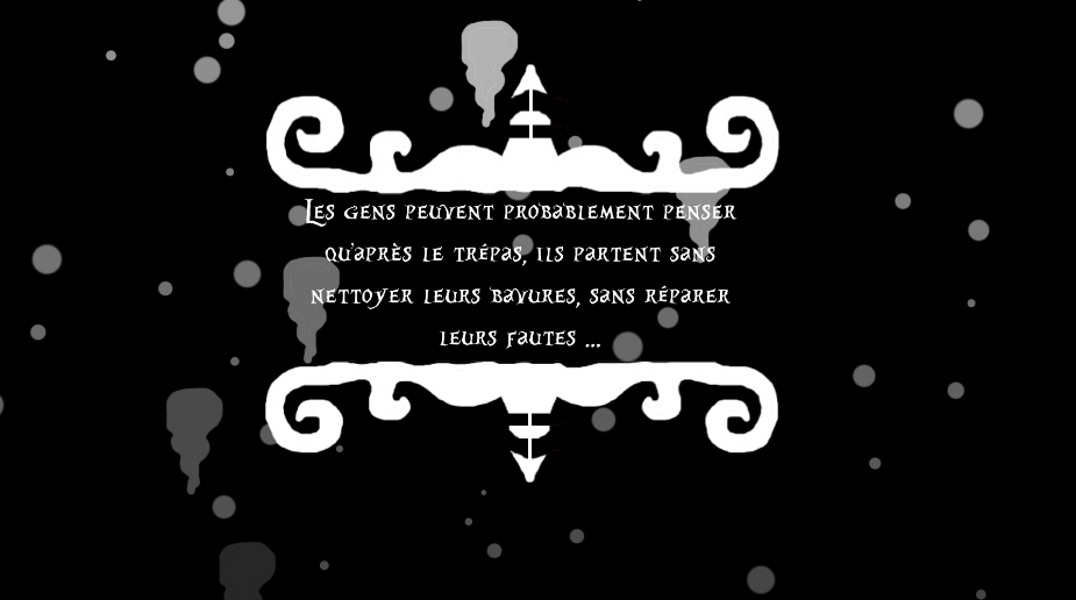 Les gens peuvent probablement penser
qu'après le trépas, ils partent sans
nettoyer leurs bavures, sans réparer
leurs fautes ...